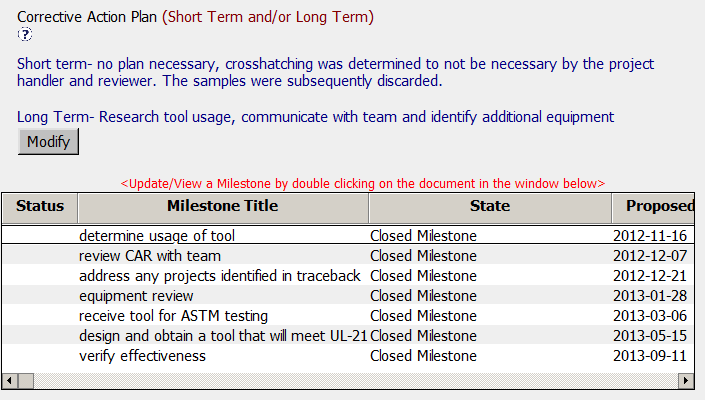 Corrective Action Plan (Short Term and/or Long Term)
?
Short term- no plan necessary, crosshatching was determined to not be necessary by the project
handler and reviewer. The samples were subsequently discarded.
Long Term- Research tool usage, communicate with team and identify additional equipment
Modify
<Update/View a Milestone by double clicking on the document in the window below>
Status Milestone Title State Proposed
determine usage of tool Closed Milestone 2012-11-16
review CAR with team Closed Milestone 2012-12-07
address any projects identified in traceback Closed Milestone 2012-12-21
equipment review Closed Milestone 2013-01-28
receive tool for ASTM testing Closed Milestone 2013-03-06
design and obtain a tool that will meet UL-21 Closed Milestone 2013-05-15
verify effectiveness Closed Milestone 2013-09-11